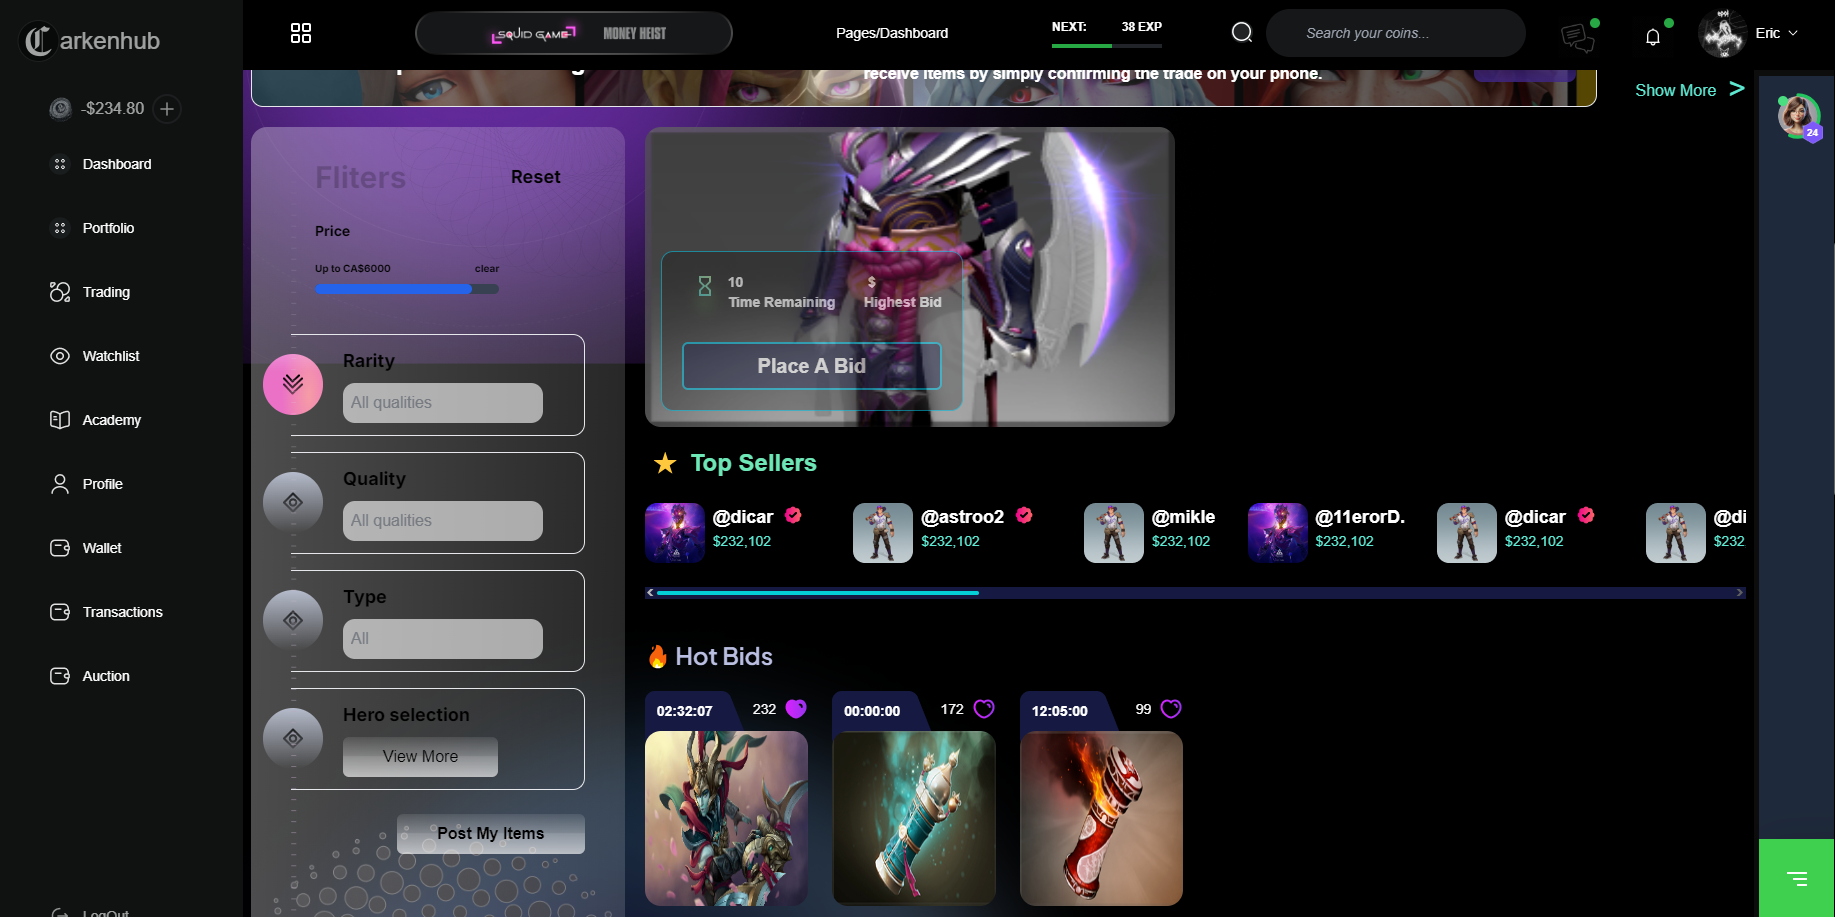 Carkenhub
SQUID GAME
MONEY HEIST
Pages/Dashboard
NEXT:
38 EXP
Search your coins...
Eric
-$234.80
Dashboard
Portfolio
Trading
Watchlist
Academy
Profile
Wallet
Transactions
Auction
LogOut
receive items by simply confirming the trade on your phone.
Show More
24
Fliters
Reset
Price
Up to CA$6000
clear
Rarity
All qualities
Quality
All qualities
Type
All
Hero selection
View More
Post My Items
10
Time Remaining
$
Highest Bid
Place A Bid
Top Sellers
@dicar
$232,102
@astroo2
$232,102
@mikle
$232,102
@11erorD.
$232,102
@dicar
$232,102
@di
$232
Hot Bids
02:32:07
232
00:00:00
172
12:05:00
99